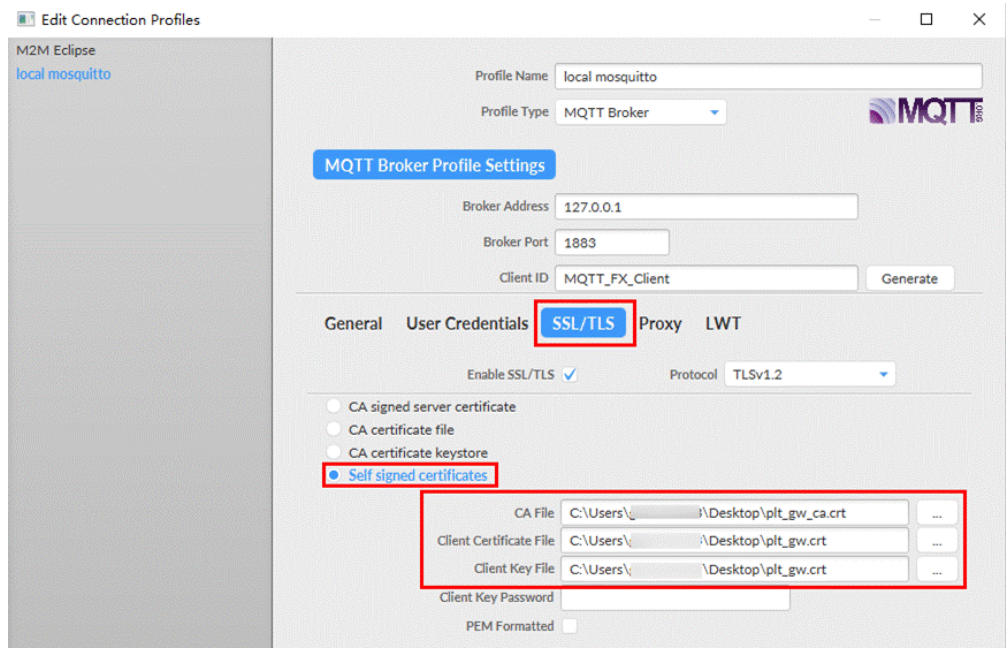 Edit Connection Profiles
M2M Eclipse
local mosquitto
Profile Name local mosquitto
Profile Type MQTT Broker
MQTT ORG
MQTT Broker Profile Settings
Broker Address 127.0.0.1
Broker Port 1883
Client ID MQTT_FX_Client Generate
General User Credentials SSL/TLS Proxy LWT
Enable SSL/TLS Protocol TLSv1.2
CA signed server certificate
CA certificate file
CA certificate keystore
Self signed certificates
CA File C:\Users\ \Desktop\plt_gw_ca.crt ...
Client Certificate File C:\Users\ \Desktop\plt_gw.crt ...
Client Key File C:\Users\ \Desktop\plt_gw.crt ...
Client Key Password
PEM Formatted